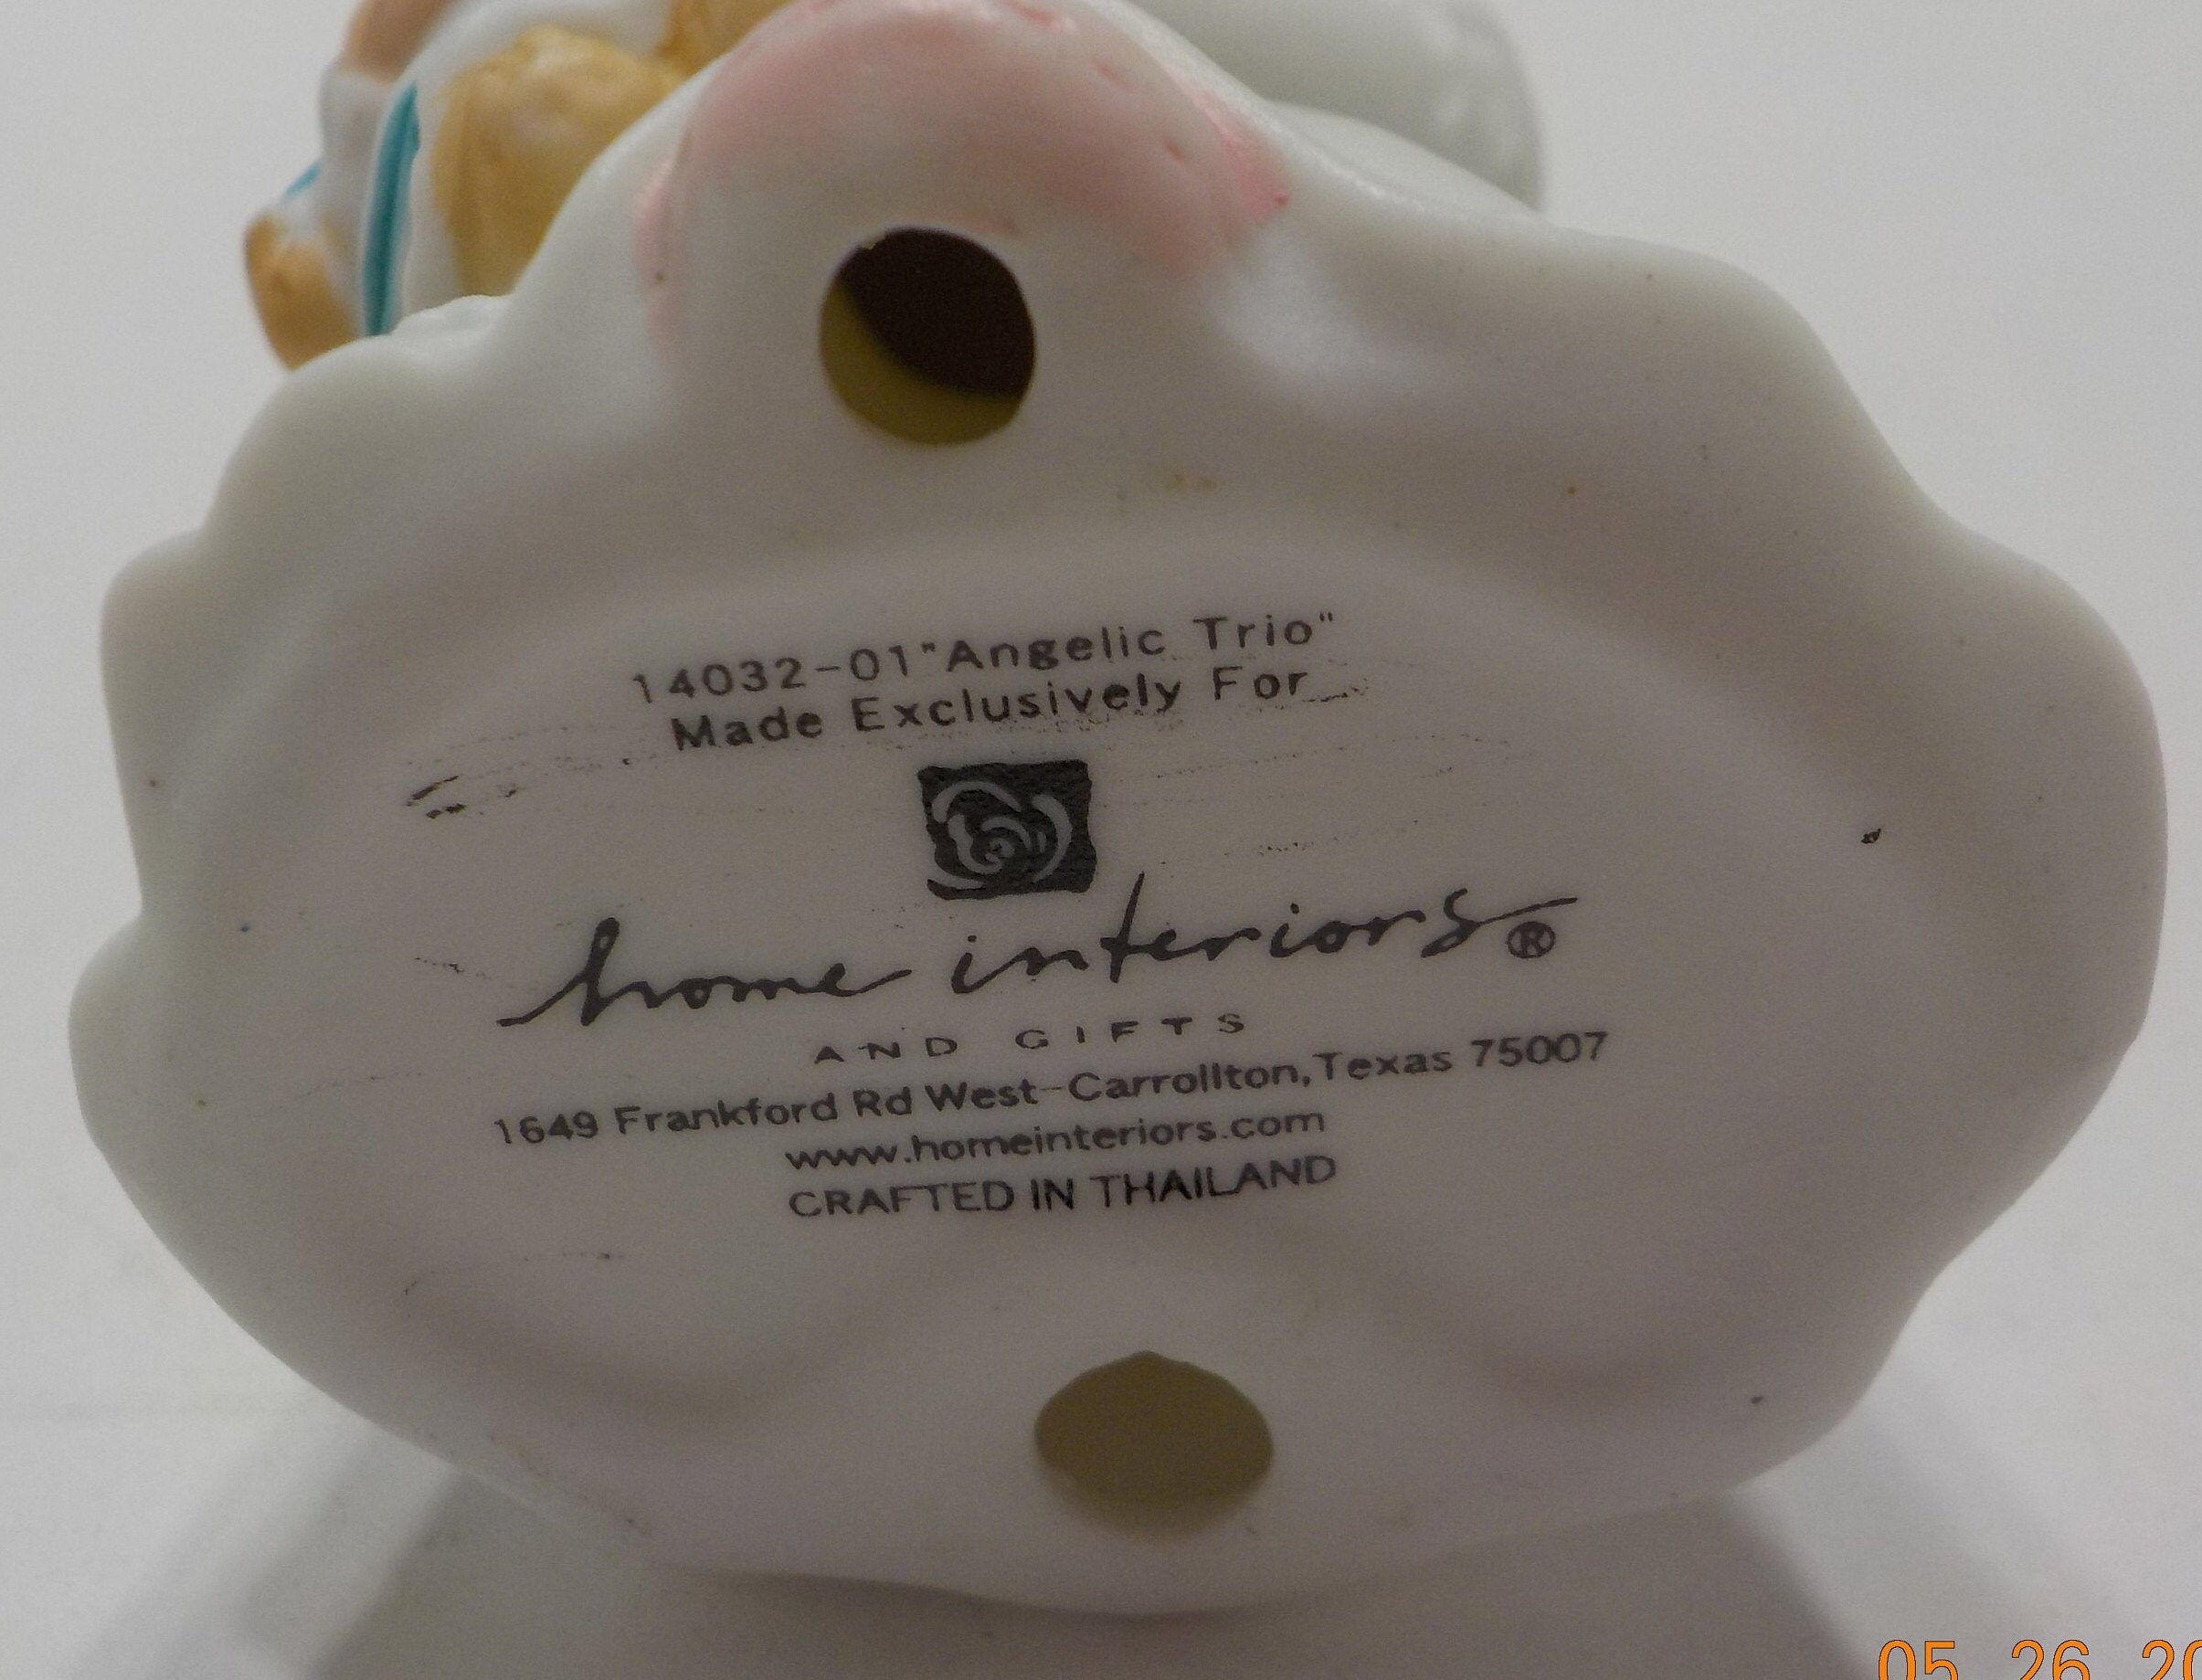 14032-01"Angelic Trio"
Made Exclusively For
home interiors®
AND GIFTS
1649 Frankford Rd West-Carrollton, Texas 75007
www.homeinteriors.com
CRAFTED IN THAILAND
05 26 20